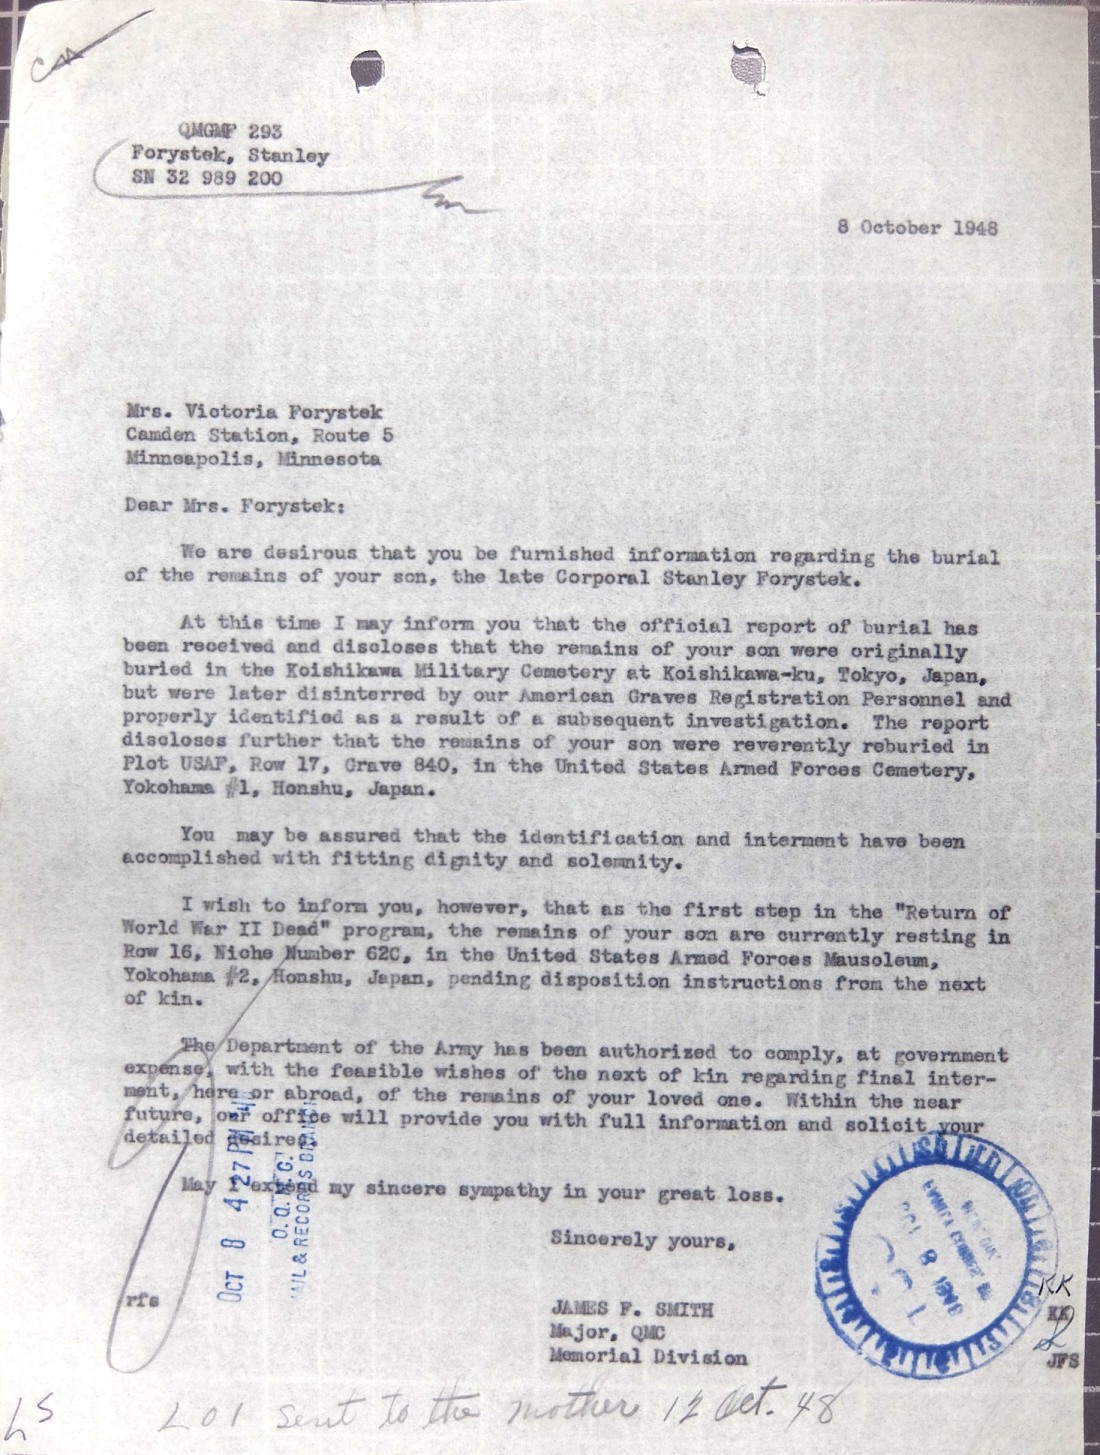 QMGMF 293
Forystek, Stanley
SN 32 989 200
8 October 1948
Mrs. Victoria Forystek
Camden Station, Route 5
Minneapolis, Minnesota
Dear Mrs. Forystek:
We are desirous that you be furnished information regarding the burial
of the remains of your son, the late Corporal Stanley Forystek.
At this time I may inform you that the official report of burial has
been received and discloses that the remains of your son were originally
buried in the Koishikawa Military Cemetery at Koishikawa-ku, Tokyo, Japan,
but were later disinterred by our American Graves Registration Personnel and
properly identified as a result of a subsequent investigation. The report
discloses further that the remains of your son were reverently reburied in
Plot USAF, Row 17, Grave 840, in the United States Armed Forces Cemetery,
Yokohama #1, Honshu, Japan.
You may be assured that the identification and interment have been
accomplished with fitting dignity and solemnity.
I wish to inform you, however, that as the first step in the "Return of
World War II Dead" program, the remains of your son are currently resting in
Row 16, Niche Number 62C, in the United States Armed Forces Mausoleum,
Yokohama #2, Honshu, Japan, pending disposition instructions from the next
of kin.
The Department of the Army has been authorized to comply, at government
expense, with the feasible wishes of the next of kin regarding final inter-
ment, here or abroad, of the remains of your loved one. Within the near
future, our office will provide you with full information and solicit your
detailed desires.
May I extend my sincere sympathy in your great loss.
Sincerely yours,
rfs
JAMES F. SMITH
Major, QMC
Memorial Division
OCT 8 4 27 PM
O.Q.M.G.
MAIL & RECORDS BRANCH
8 1948
KK
KK
JFS
LS
LOI sent to the mother 12 Oct. 48